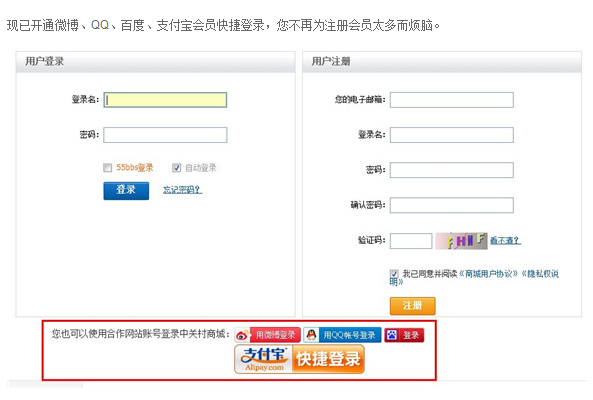 现已开通微博、QQ、百度、支付宝会员快捷登录，您不再为注册会员太多而烦脑。
用户登录
登录名：
密码：
55bbs登录 自动登录
登录 忘记密码？
用户注册
您的电子邮箱：
登录名：
密码：
确认密码：
验证码： FHNF 看不清？
我已同意并阅读《商城用户协议》《隐私权说
明》
注册
您也可以使用合作网站账号登录中关村商城： 用微博登录 用QQ帐号登录 登录
支付宝 Alipay.com 快捷登录